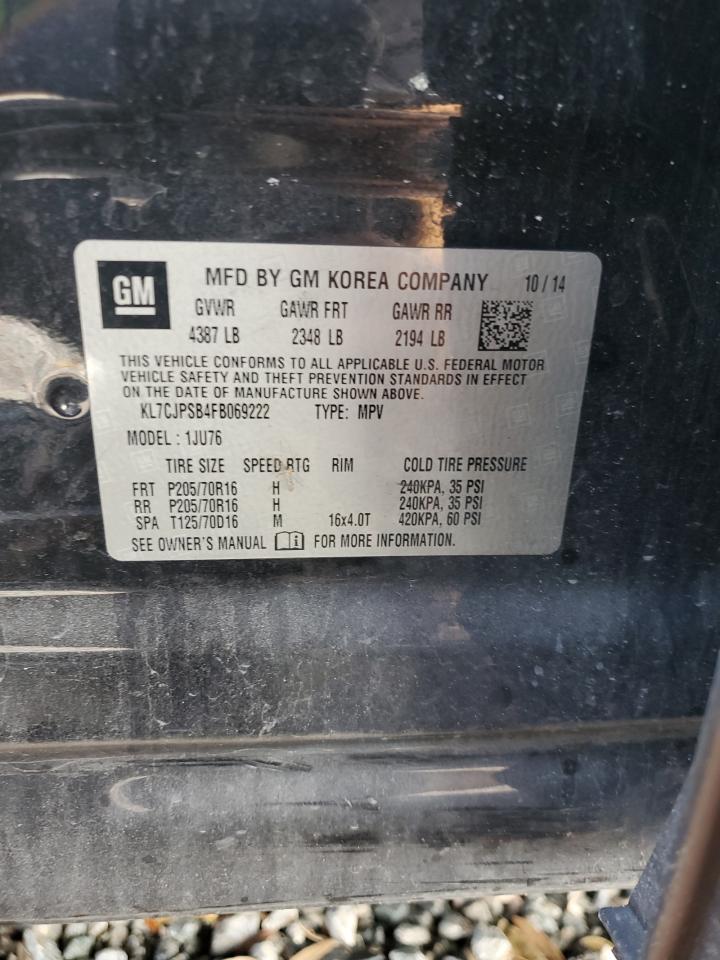 GM
MFD BY GM KOREA COMPANY 10 / 14
GVWR GAWR FRT GAWR RR
4387 LB 2348 LB 2194 LB
THIS VEHICLE CONFORMS TO ALL APPLICABLE U.S. FEDERAL MOTOR
VEHICLE SAFETY AND THEFT PREVENTION STANDARDS IN EFFECT
ON THE DATE OF MANUFACTURE SHOWN ABOVE.
KL7CJPSB4FB069222 TYPE: MPV
MODEL : 1JU76
TIRE SIZE SPEED RTG RIM COLD TIRE PRESSURE
FRT P205/70R16 H 240KPA, 35 PSI
RR P205/70R16 H 240KPA, 35 PSI
SPA T125/70D16 M 16x4.0T 420KPA, 60 PSI
SEE OWNER'S MANUAL i FOR MORE INFORMATION.